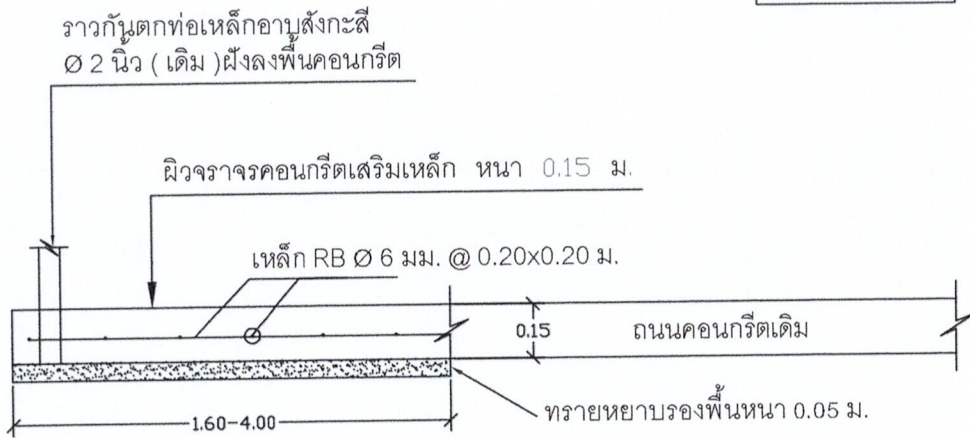 ราวกันตกท่อเหล็กอาบสังกะสี
Ø 2 นิ้ว ( เดิม )ฝังลงพื้นคอนกรีต
ผิวจราจรคอนกรีตเสริมเหล็ก หนา 0.15 ม.
เหล็ก RB Ø 6 มม. @ 0.20x0.20 ม.
0.15
ถนนคอนกรีตเดิม
ทรายหยาบรองพื้นหนา 0.05 ม.
1.60-4.00